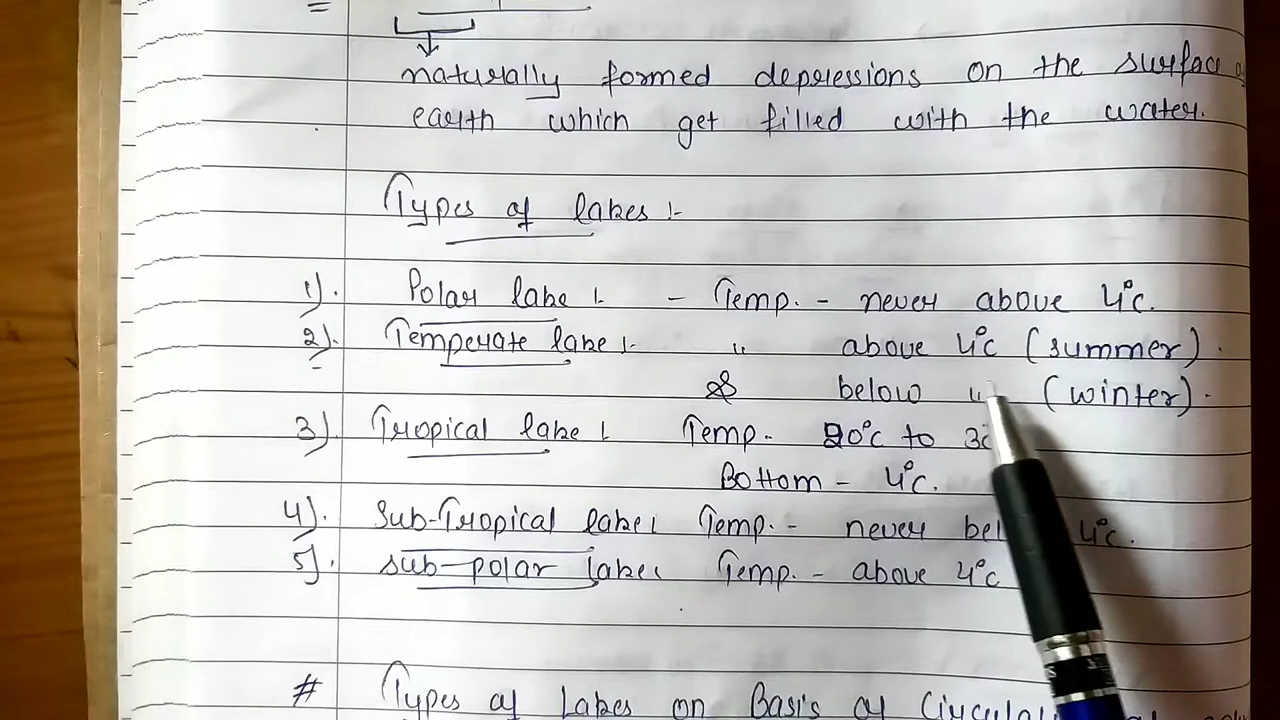 =
naturally formed depressions on the surface
earth which get filled with the water.
Types of lakes :-
1). Polar lake :- - Temp. - never above 4°c.
2). Temperate lake :- " above 4°c (summer).
& below " (winter).
3). Tropical lake : Temp. 20°c to
Bottom - 4°c.
4). Sub-Tropical lake : Temp. - never 4°c.
5). sub-polar lake : Temp. - above 4°c
# Types of Lakes on Basis of